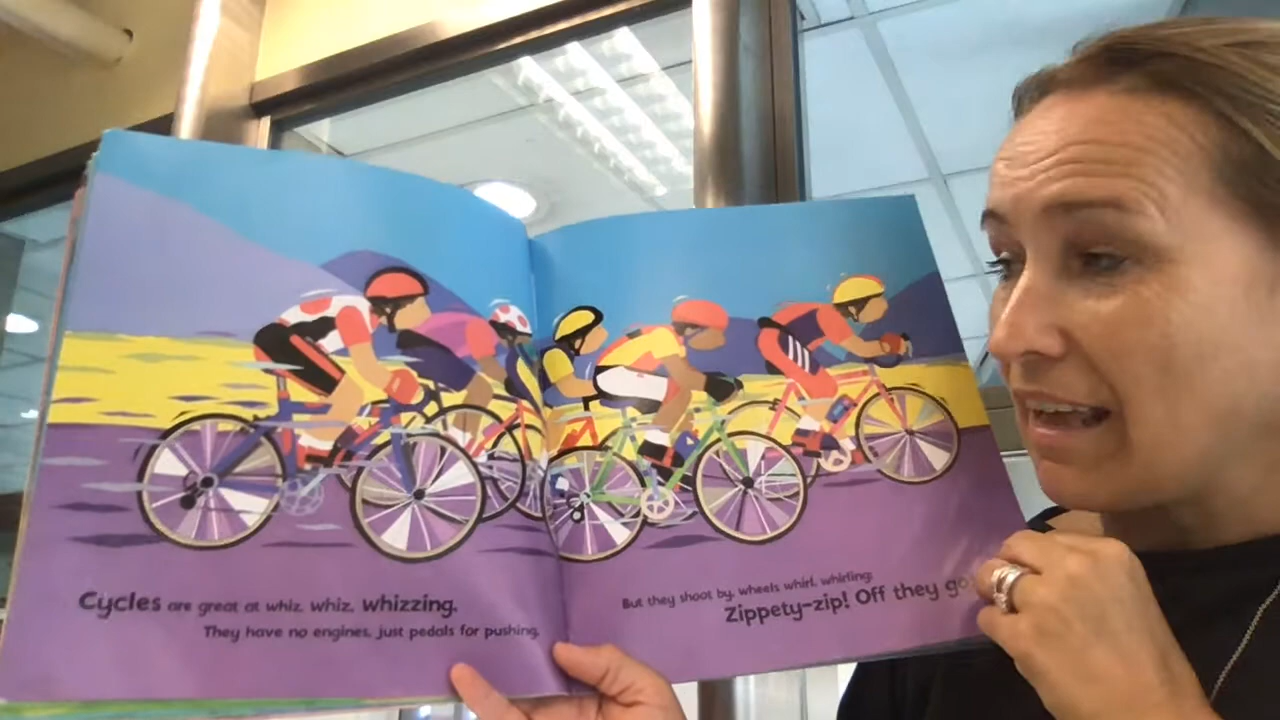 Cycles are great at whiz, whiz, whizzing.
They have no engines, just pedals for pushing.
But they shoot by, wheels whirl, whirling:
Zippety-zip! Off they go